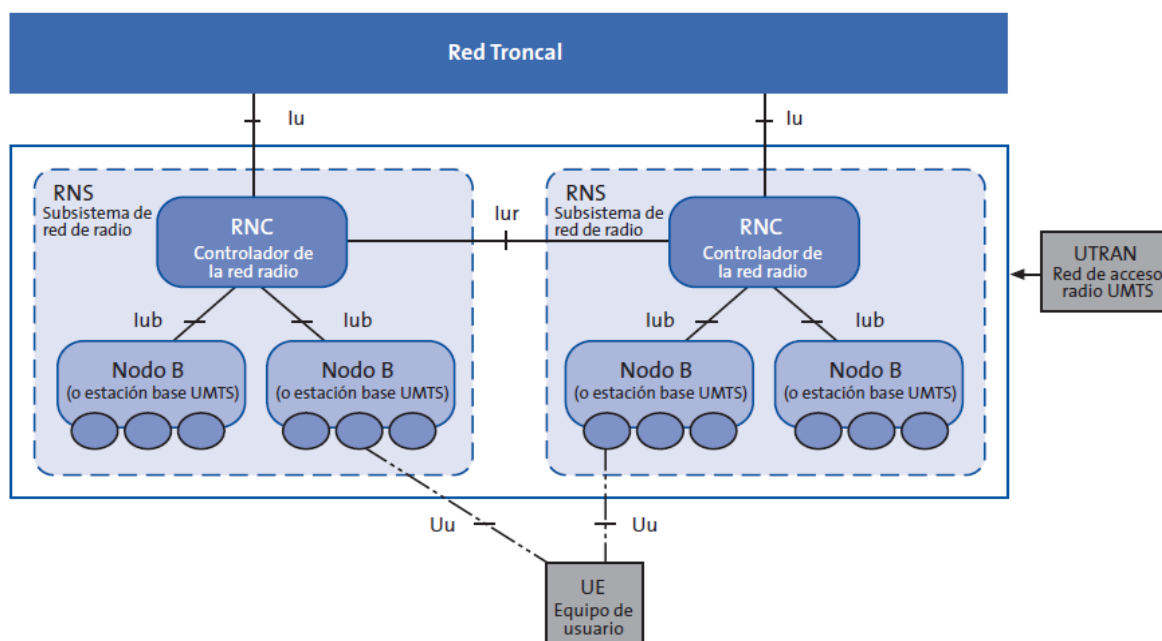 Red Troncal
Iu
Iu
RNS
Subsistema de
red de radio
RNC
Controlador de
la red radio
Iur
RNS
Subsistema de
red de radio
RNC
Controlador de
la red radio
UTRAN
Red de acceso
radio UMTS
Iub
Iub
Iub
Iub
Nodo B
(o estación base UMTS)
Nodo B
(o estación base UMTS)
Nodo B
(o estación base UMTS)
Nodo B
(o estación base UMTS)
Uu
Uu
UE
Equipo de
usuario